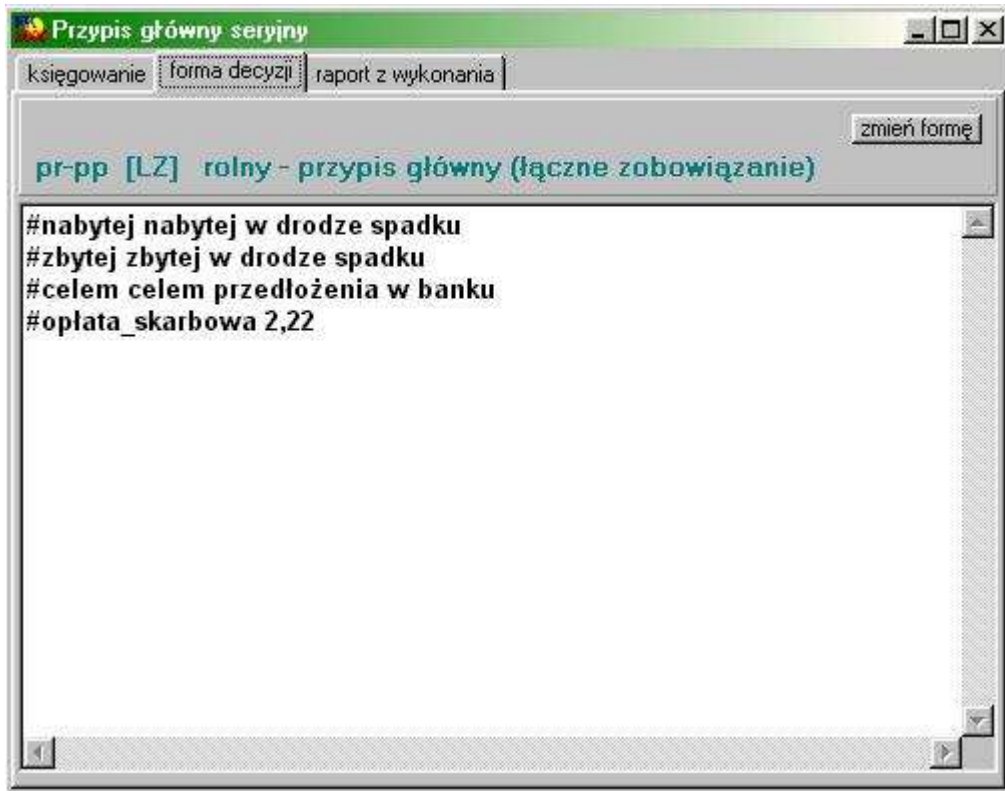 Przypis główny seryjny
księgowanie forma decyzji raport z wykonania
zmień formę
pr-pp [LZ] rolny - przypis główny (łączne zobowiązanie)
#nabytej nabytej w drodze spadku
#zbytej zbytej w drodze spadku
#celem celem przedłożenia w banku
#opłata_skarbowa 2,22